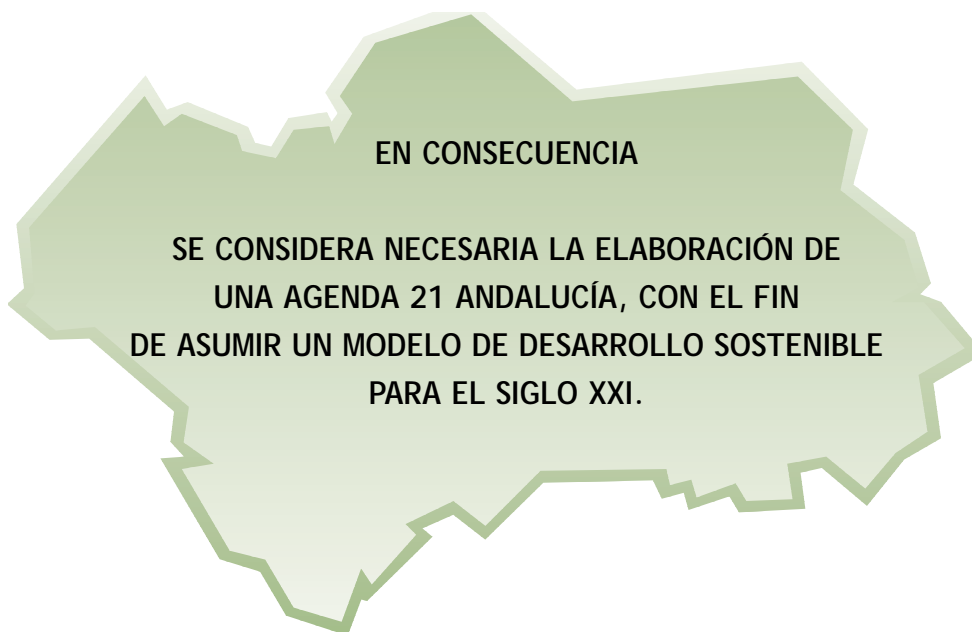 EN CONSECUENCIA
SE CONSIDERA NECESARIA LA ELABORACIÓN DE
UNA AGENDA 21 ANDALUCÍA, CON EL FIN
DE ASUMIR UN MODELO DE DESARROLLO SOSTENIBLE
PARA EL SIGLO XXI.